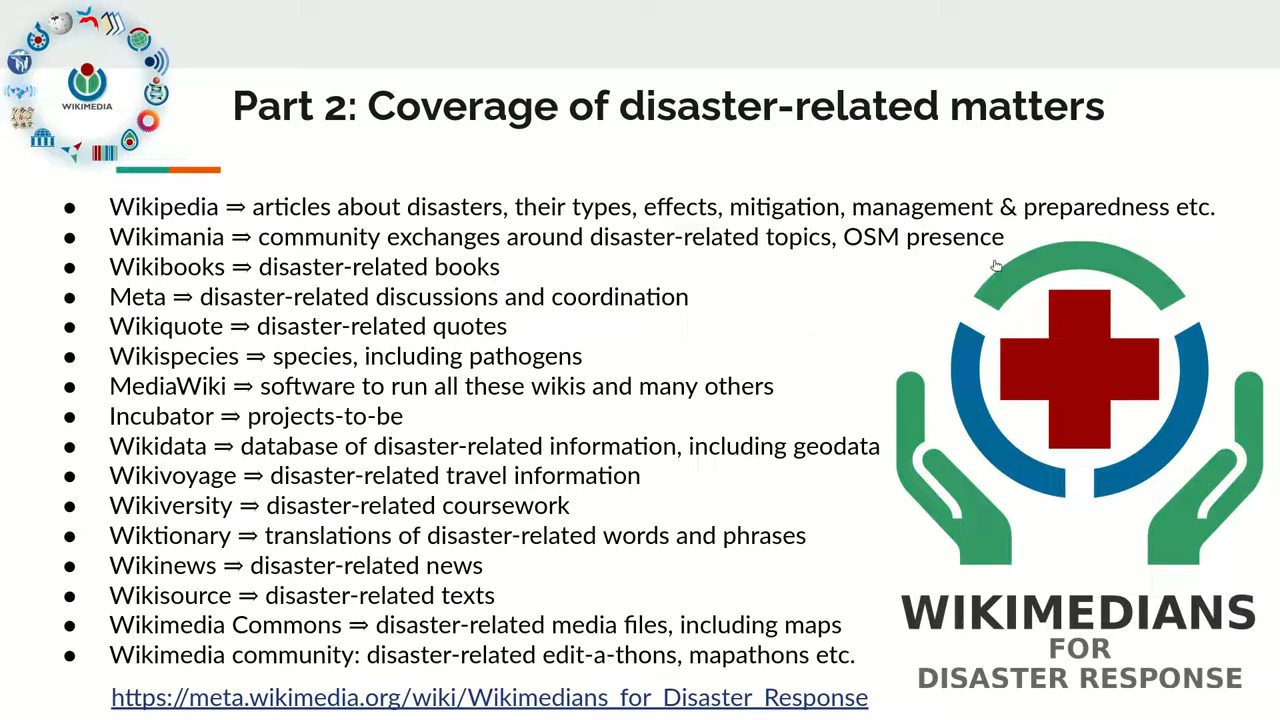 WIKIMEDIA
Part 2: Coverage of disaster-related matters
● Wikipedia ⇒ articles about disasters, their types, effects, mitigation, management & preparedness etc.
● Wikimania ⇒ community exchanges around disaster-related topics, OSM presence
● Wikibooks ⇒ disaster-related books
● Meta ⇒ disaster-related discussions and coordination
● Wikiquote ⇒ disaster-related quotes
● Wikispecies ⇒ species, including pathogens
● MediaWiki ⇒ software to run all these wikis and many others
● Incubator ⇒ projects-to-be
● Wikidata ⇒ database of disaster-related information, including geodata
● Wikivoyage ⇒ disaster-related travel information
● Wikiversity ⇒ disaster-related coursework
● Wiktionary ⇒ translations of disaster-related words and phrases
● Wikinews ⇒ disaster-related news
● Wikisource ⇒ disaster-related texts
● Wikimedia Commons ⇒ disaster-related media files, including maps
● Wikimedia community: disaster-related edit-a-thons, mapathons etc.
https://meta.wikimedia.org/wiki/Wikimedians_for_Disaster_Response
WIKIMEDIANS
FOR
DISASTER RESPONSE